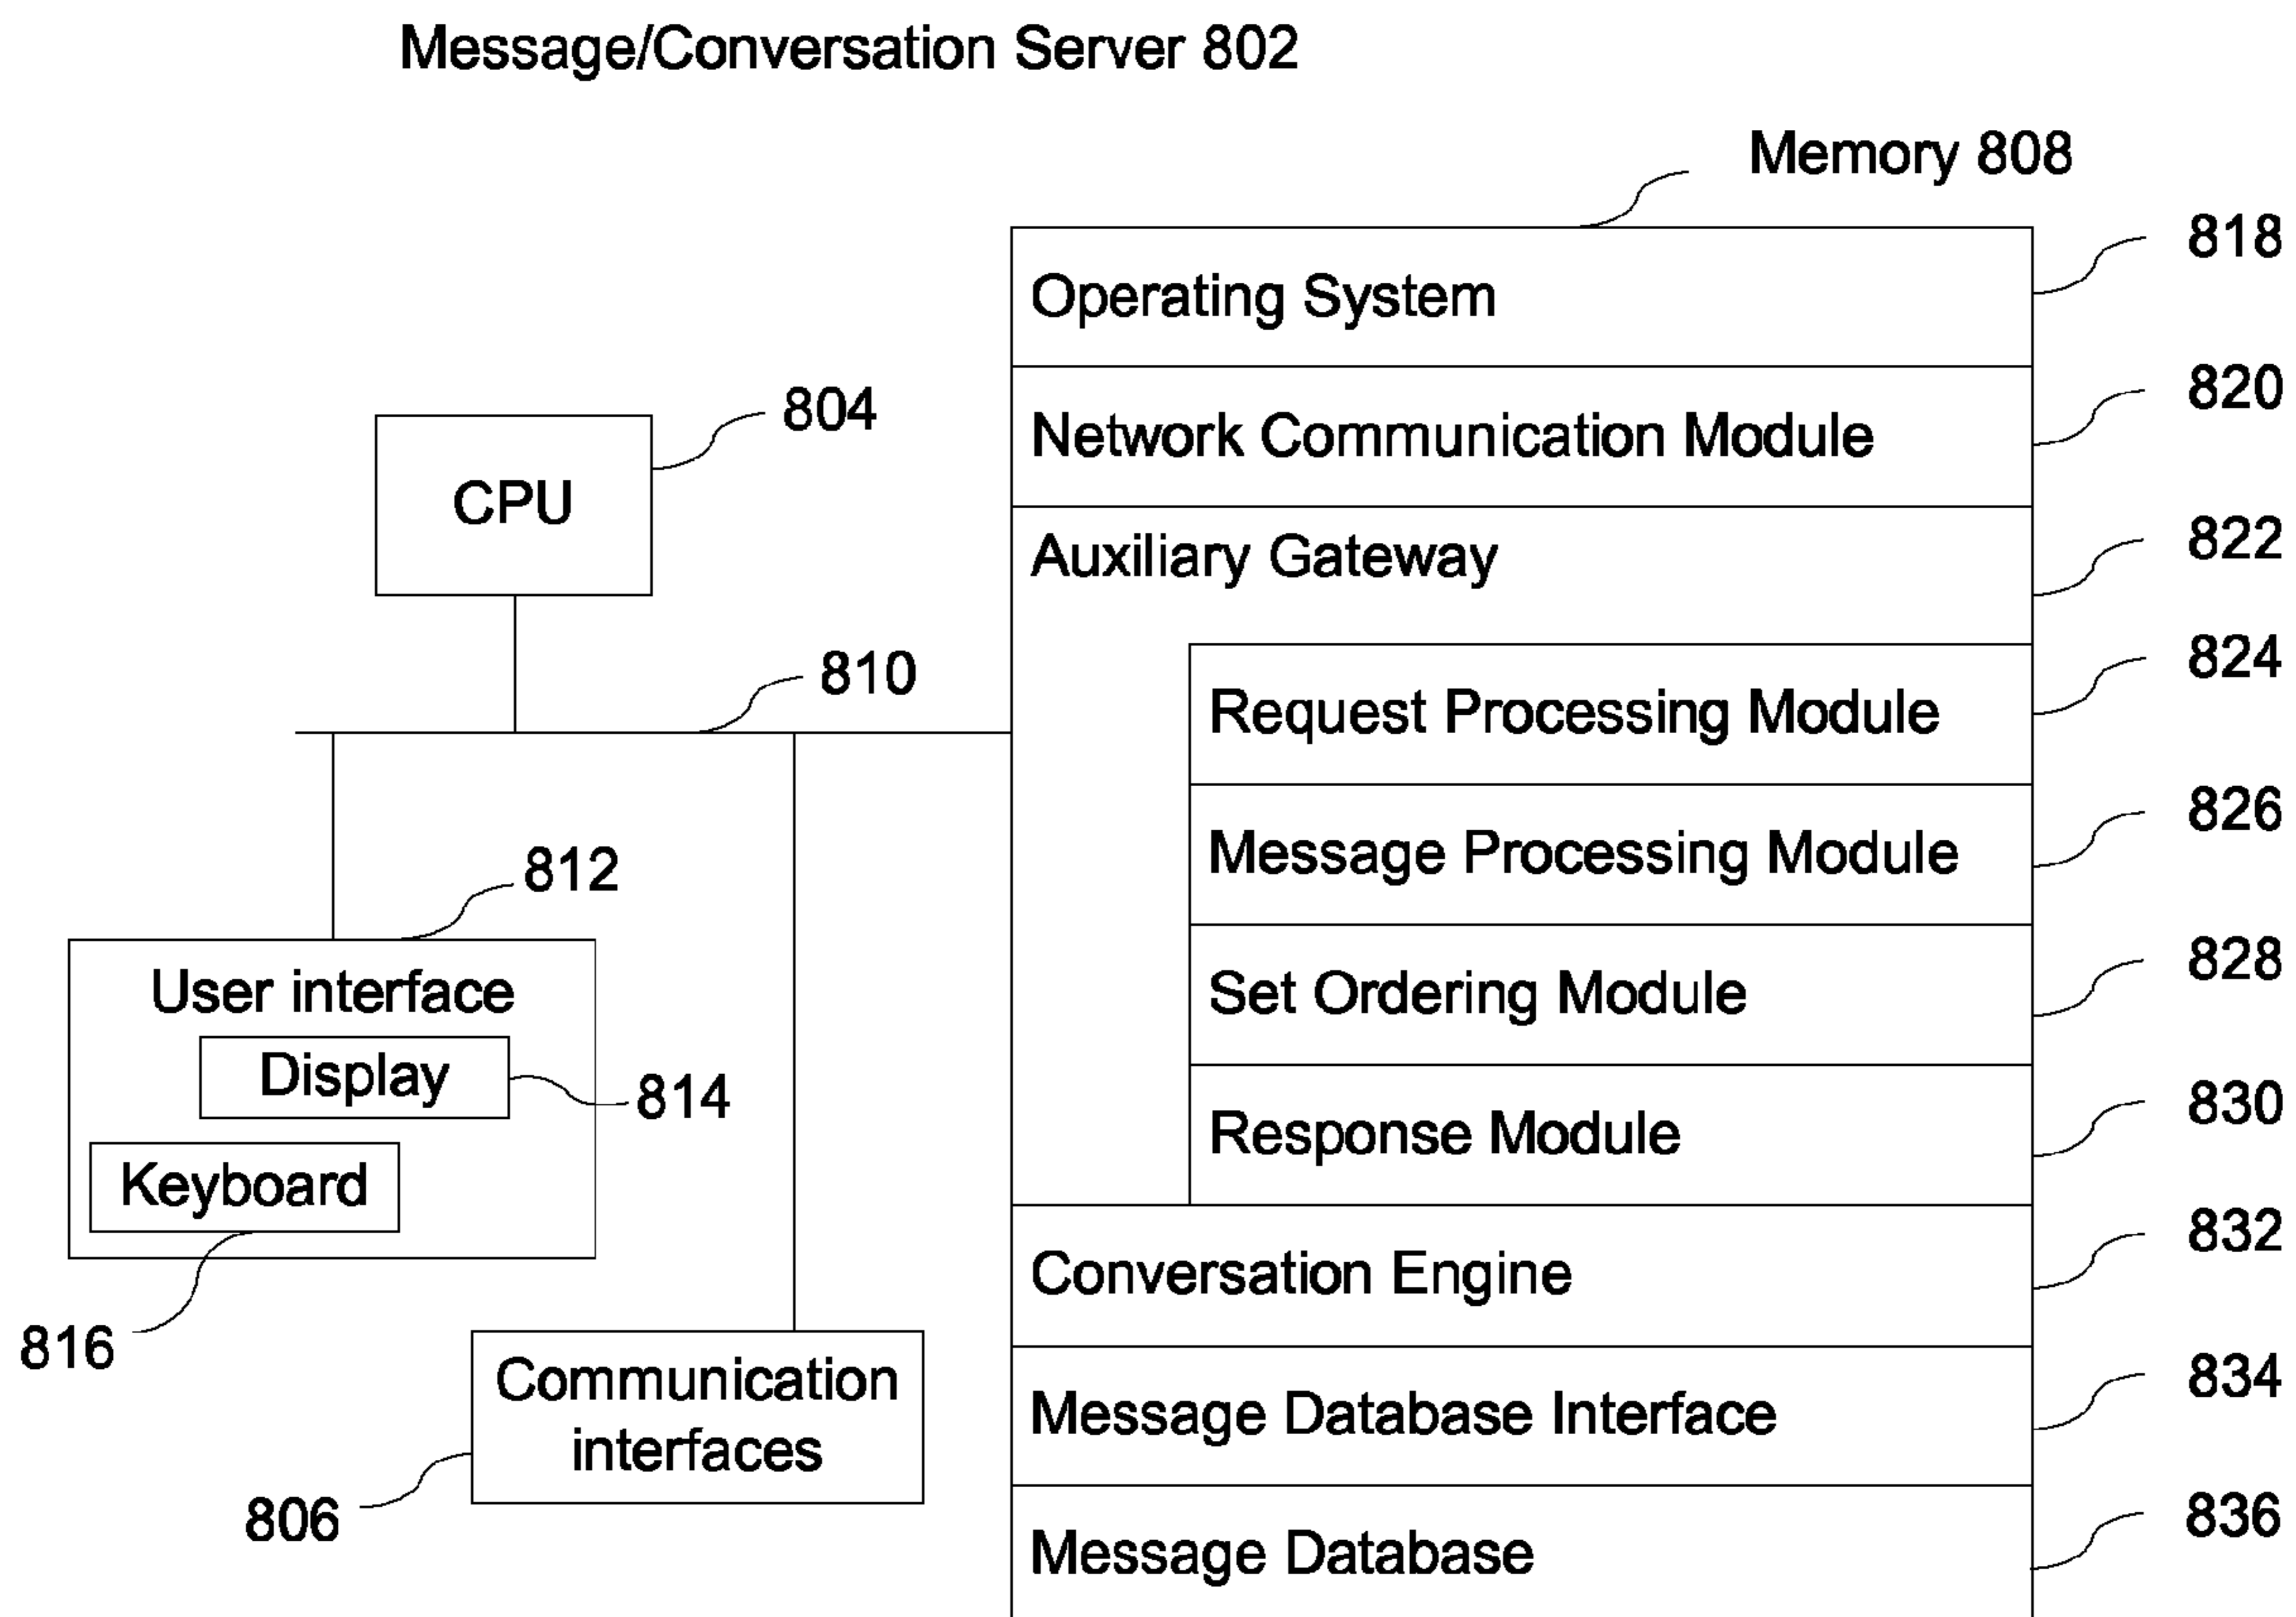 Message/Conversation Server 802
Memory 808
818
Operating System
820
Network Communication Module
804
CPU
822
Auxiliary Gateway
810
824
Request Processing Module
826
Message Processing Module
812
User interface
828
Set Ordering Module
Display
814
830
Response Module
Keyboard
816
832
Conversation Engine
Communication
interfaces
806
834
Message Database Interface
836
Message Database